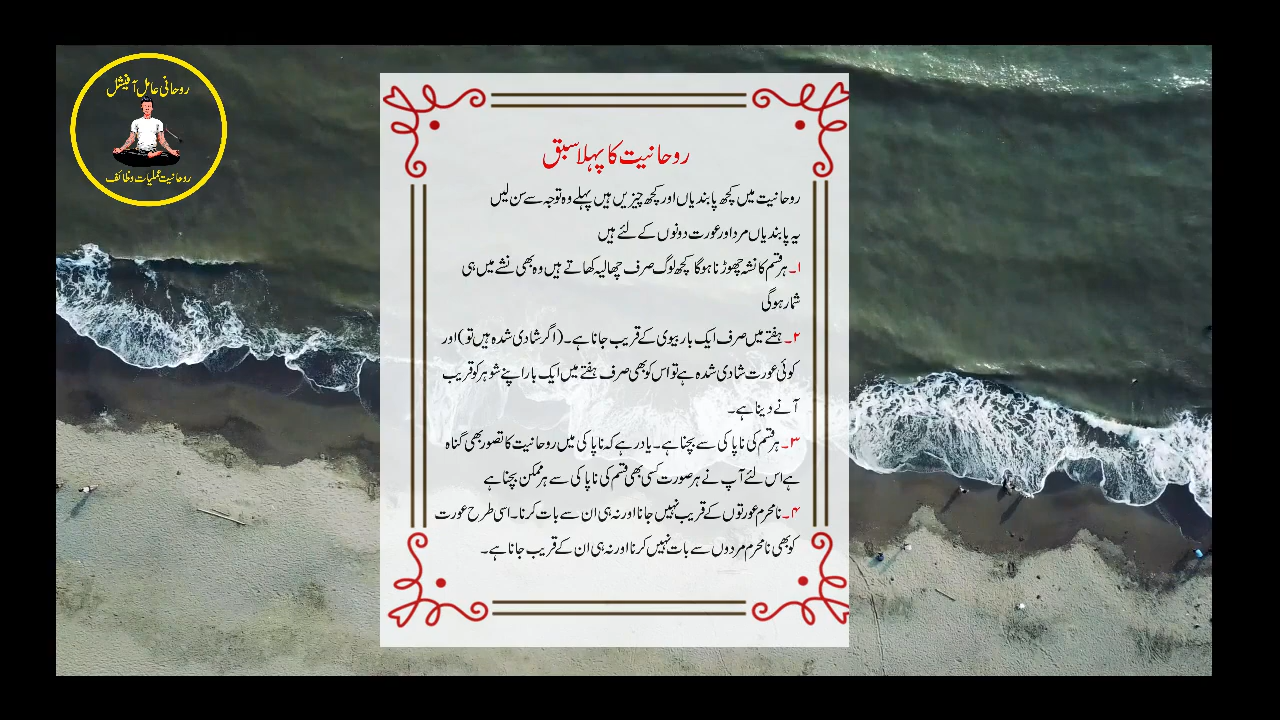 روحانی عامل آفیشل
روحانیت عملیات وظائف
روحانیت کا پہلا سبق
روحانیت میں کچھ پابندیاں اور کچھ چیزیں ہیں پہلے وہ توجہ سے سن لیں
یہ پابندیاں مرد اور عورت دونوں کے لئے ہیں
۱۔ ہر قسم کا نشہ چھوڑنا ہوگا کچھ لوگ صرف چھالیہ کھاتے ہیں وہ بھی نشے میں ہی
شمار ہوگی
۲۔ ہفتے میں صرف ایک بار بیوی کے قریب جانا ہے۔ (اگر شادی شدہ ہیں تو) اور
کوئی عورت شادی شدہ ہے تو اس کو بھی صرف ہفتے میں ایک بار اپنے شوہر کو قریب
آنے دینا ہے۔
۳۔ ہر قسم کی ناپاکی سے بچنا ہے۔ یاد رہے کہ ناپاکی میں روحانیت کا تصور بھی گناہ
ہے اس لئے آپ نے ہر صورت کسی بھی قسم کی ناپاکی سے ہر ممکن بچنا ہے
۴۔ نامحرم عورتوں کے قریب نہیں جانا اور نہ ہی ان سے بات کرنا۔ اسی طرح عورت
کو بھی نامحرم مردوں سے بات نہیں کرنا اور نہ ہی ان کے قریب جانا ہے۔